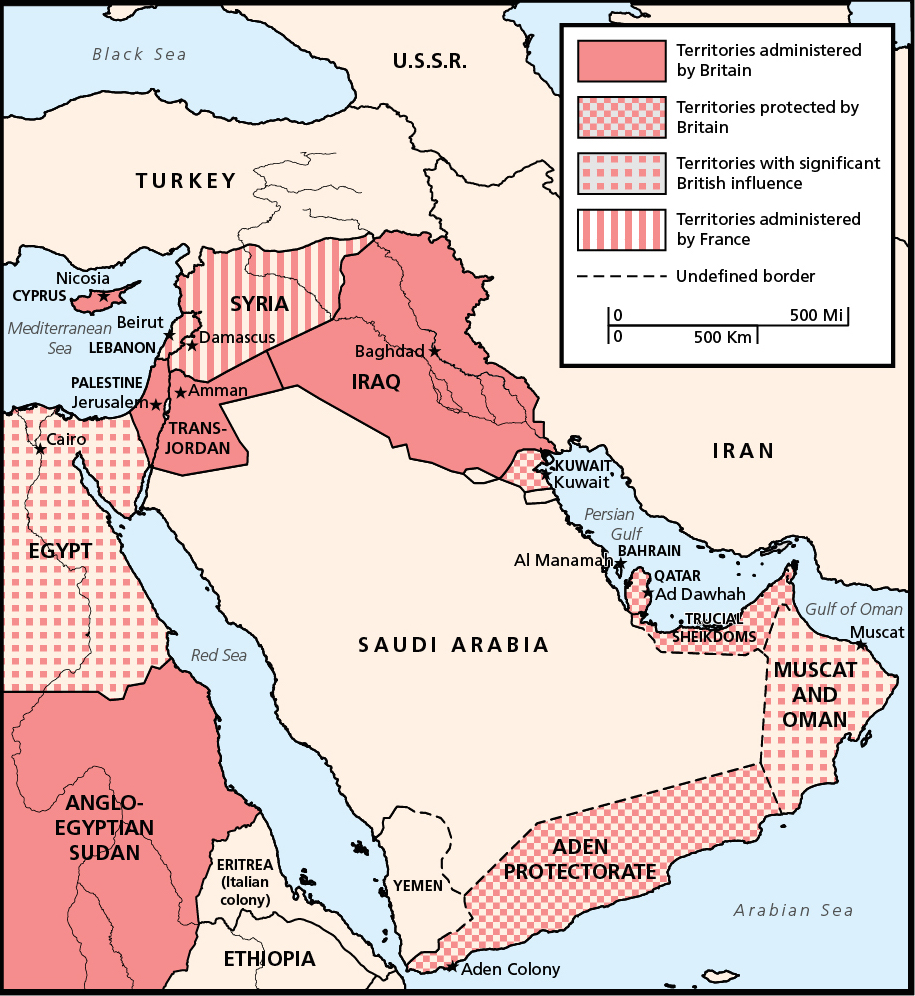 Black Sea
U.S.S.R.
Territories administered
by Britain
Territories protected by
Britain
Territories with significant
British influence
Territories administered
by France
Undefined border
0
500 Mi
0
500 Km
TURKEY
Nicosia
CYPRUS
Mediterranean
Sea
SYRIA
Beirut
LEBANON
Damascus
Baghdad
IRAQ
PALESTINE
Jerusalem
Amman
TRANS-
JORDAN
Cairo
IRAN
KUWAIT
Kuwait
Persian
Gulf
EGYPT
BAHRAIN
Al Manamah
QATAR
Ad Dawhah
TRUCIAL
SHEIKDOMS
Gulf of Oman
Muscat
Red Sea
SAUDI ARABIA
MUSCAT
AND
OMAN
ANGLO-
EGYPTIAN
SUDAN
ADEN
PROTECTORATE
ERITREA
(Italian
colony)
YEMEN
Arabian Sea
ETHIOPIA
Aden Colony